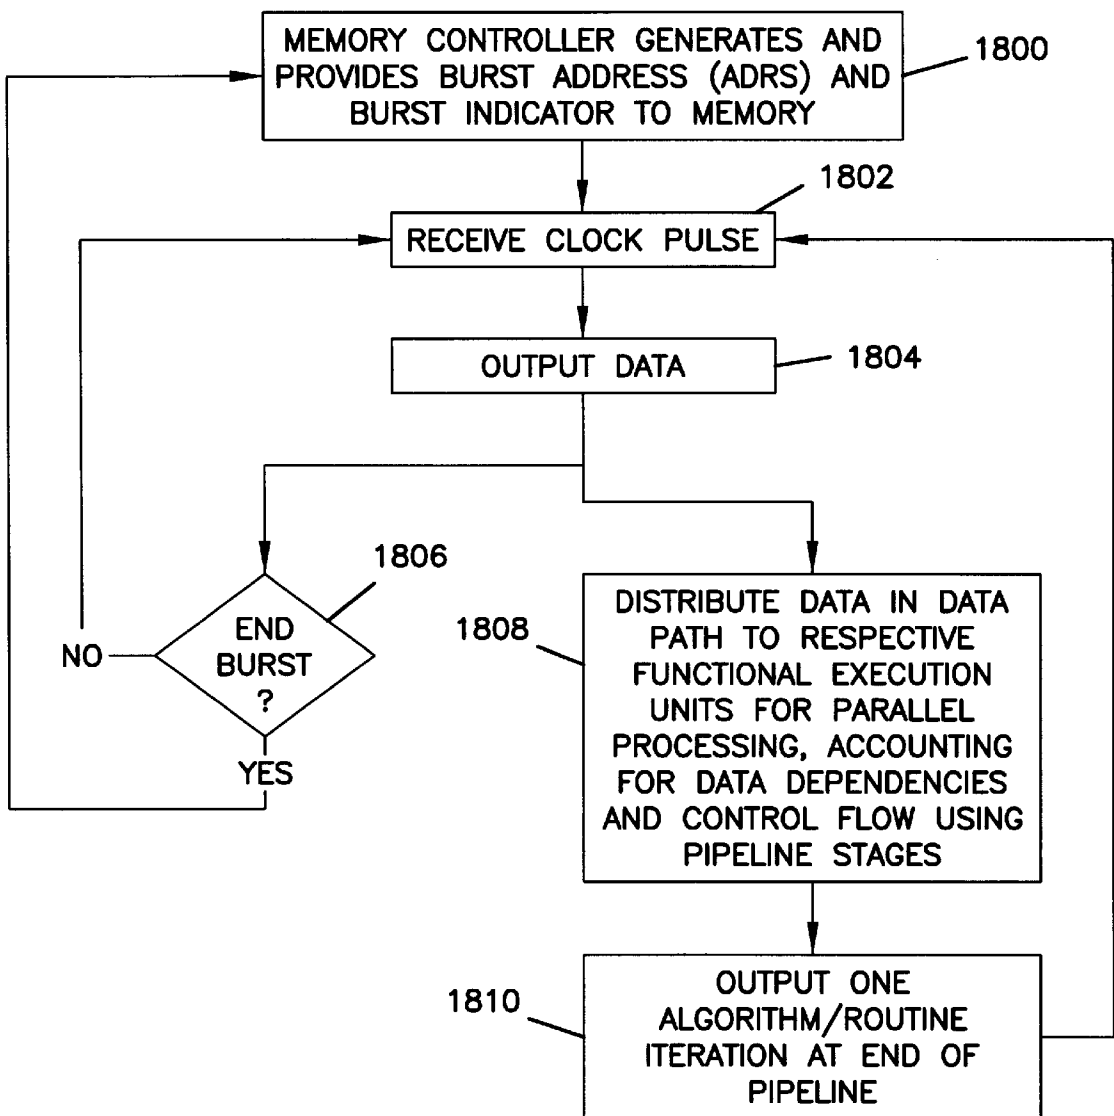 MEMORY CONTROLLER GENERATES AND
PROVIDES BURST ADDRESS (ADRS) AND
BURST INDICATOR TO MEMORY
1800
1802
RECEIVE CLOCK PULSE
OUTPUT DATA
1804
1806
END
BURST
?
NO
YES
1808
DISTRIBUTE DATA IN DATA
PATH TO RESPECTIVE
FUNCTIONAL EXECUTION
UNITS FOR PARALLEL
PROCESSING, ACCOUNTING
FOR DATA DEPENDENCIES
AND CONTROL FLOW USING
PIPELINE STAGES
1810
OUTPUT ONE
ALGORITHM/ROUTINE
ITERATION AT END OF
PIPELINE